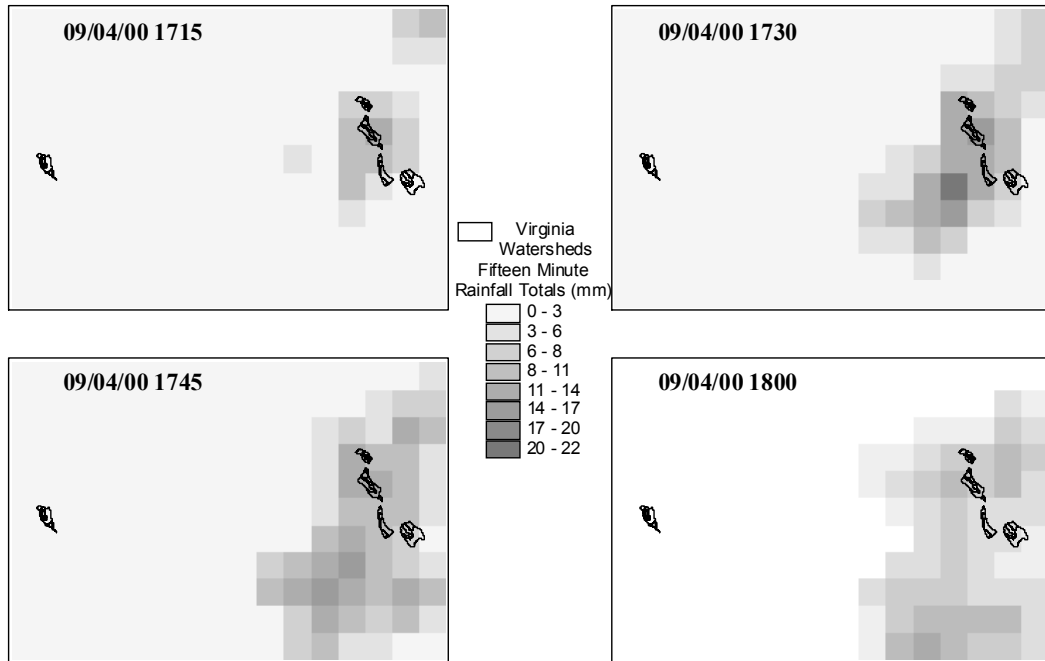 09/04/00 1715
09/04/00 1730
Virginia
Watersheds
Fifteen Minute
Rainfall Totals (mm)
0 - 3
3 - 6
6 - 8
8 - 11
11 - 14
14 - 17
17 - 20
20 - 22
09/04/00 1745
09/04/00 1800